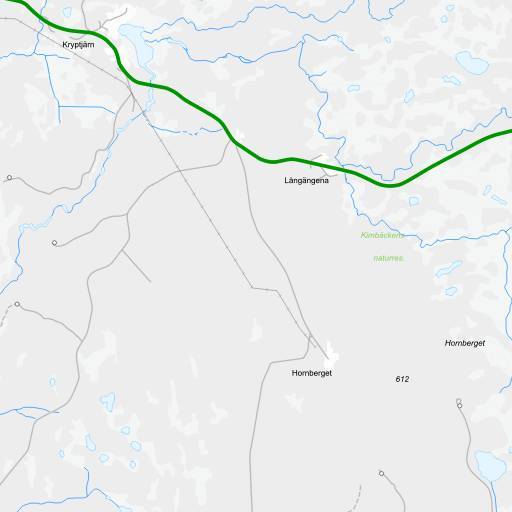 Kryptjärn
Långängena
Kimbäckens
naturres.
Hornberget
Hornberget
612